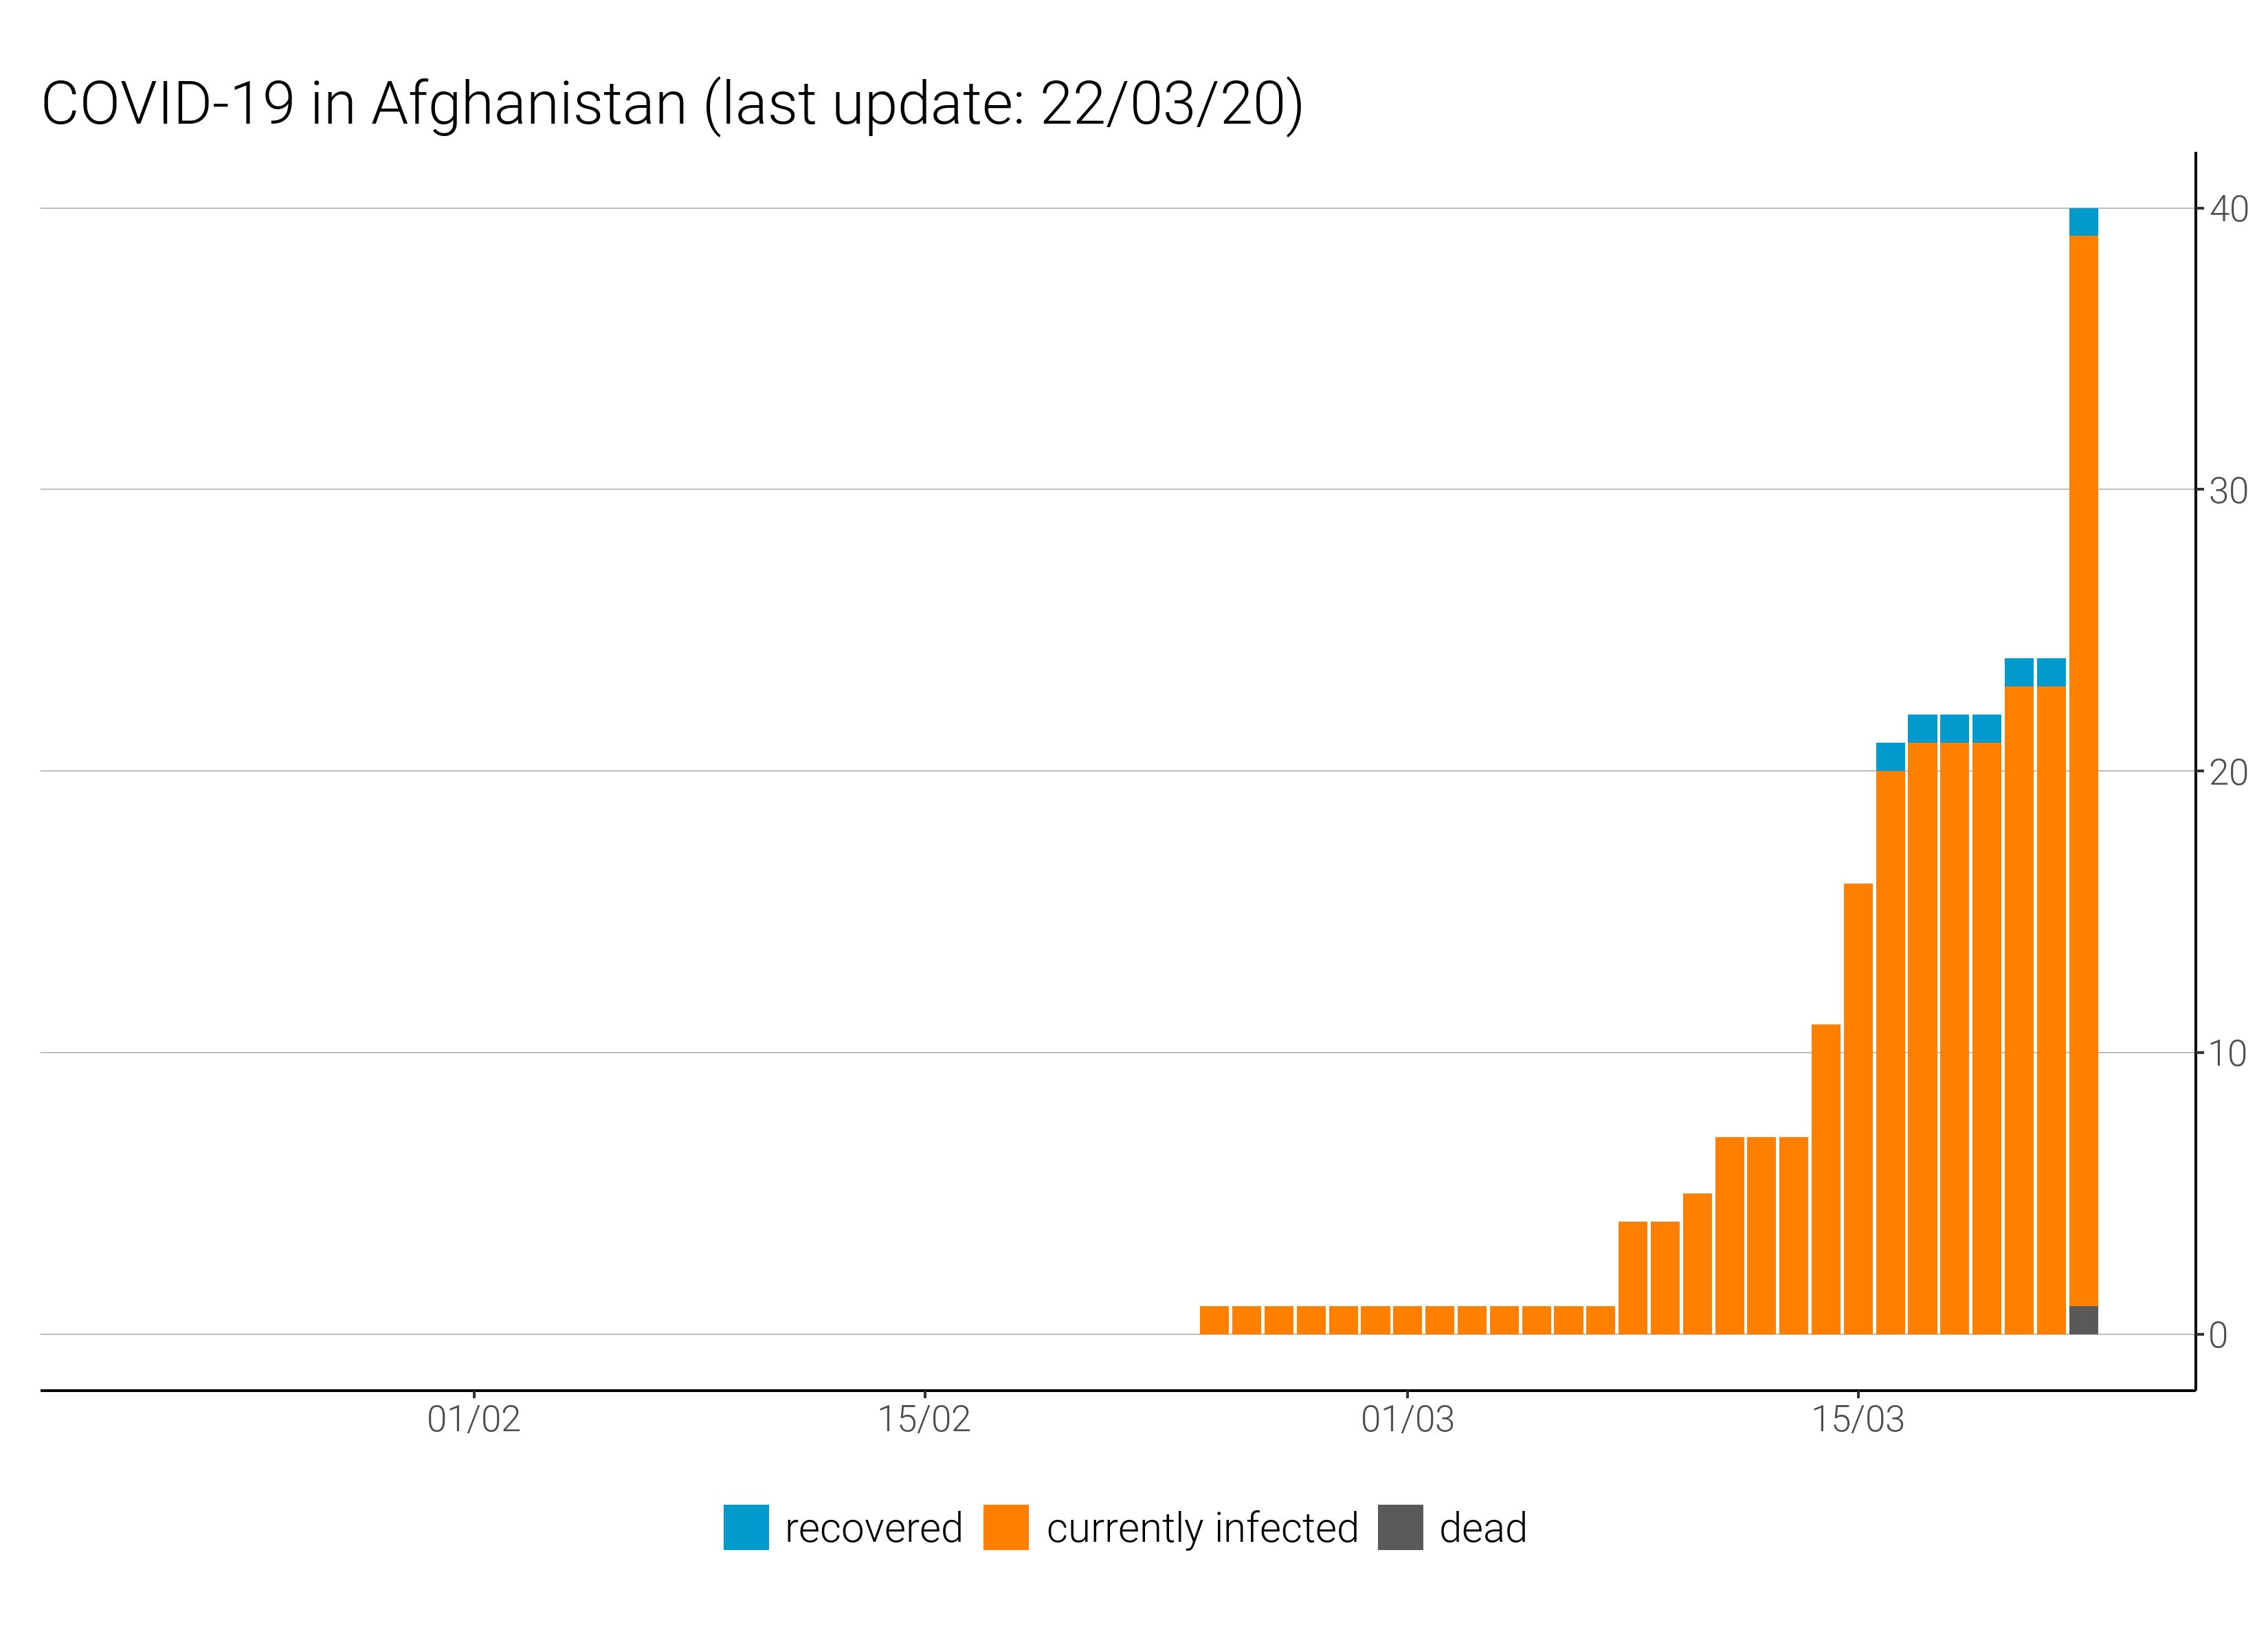 COVID-19 in Afghanistan (last update: 22/03/20)
40
30
20
10
0
01/02 15/02 01/03 15/03
recovered currently infected dead